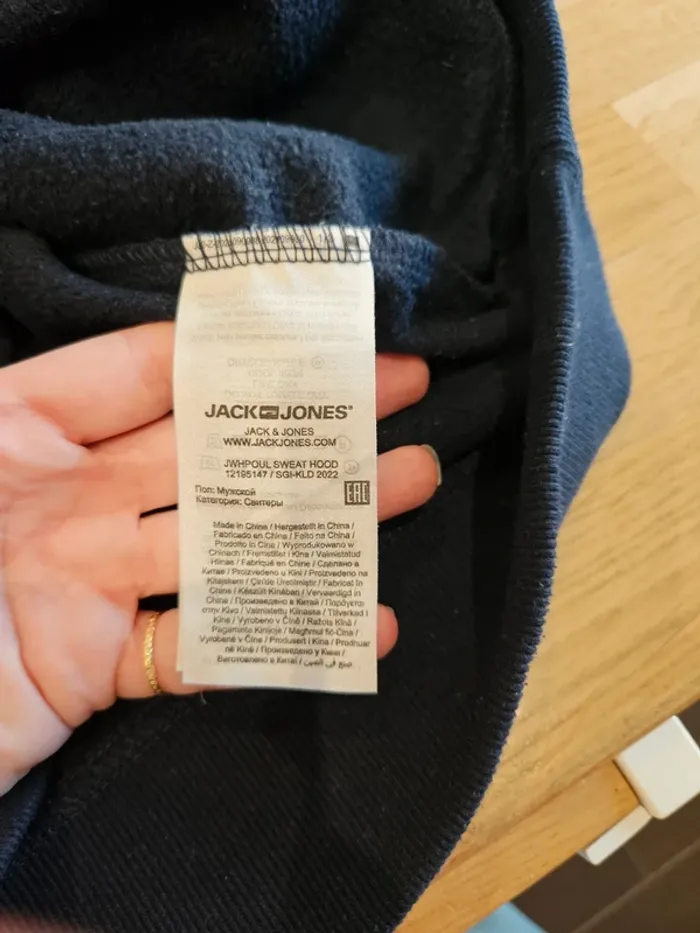 JACK JONES®
JACK & JONES
WWW.JACKJONES.COM
JWHPOUL SWEAT HOOD
12195147 / SGI-KLD 2022
Пол: Мужской
Категория: Свитеры
EAC
Made in China / Hergestellt in China /
Fabricado en China / Feito na China /
Prodotto in Cina / Wyprodukowano w
Chinach / Fremstillet i Kina / Valmistatud
Hiinas / Fabriqué en Chine / Сделано в
Китае / Proizvedeno u Kini / Proizvedeno na
Kitajskem / Çin'de Üretilmiştir / Fabricat în
China / Készült Kínában / Vervaardigd in
China / Произведено в Китай / Παράγεται
στην Κίνα / Valmistettu Kiinassa / Tillverkad i
Kina / Vyrobeno v Číně / Ražots Ķīnā /
Pagaminta Kinijoje / Maghmul fiċ-Ċina /
Vyrobené v Číne / Produsert i Kina / Prodhuar
në Kinë / Произведено у Кини /
Виготовлено в Китаї / صنع في الصين